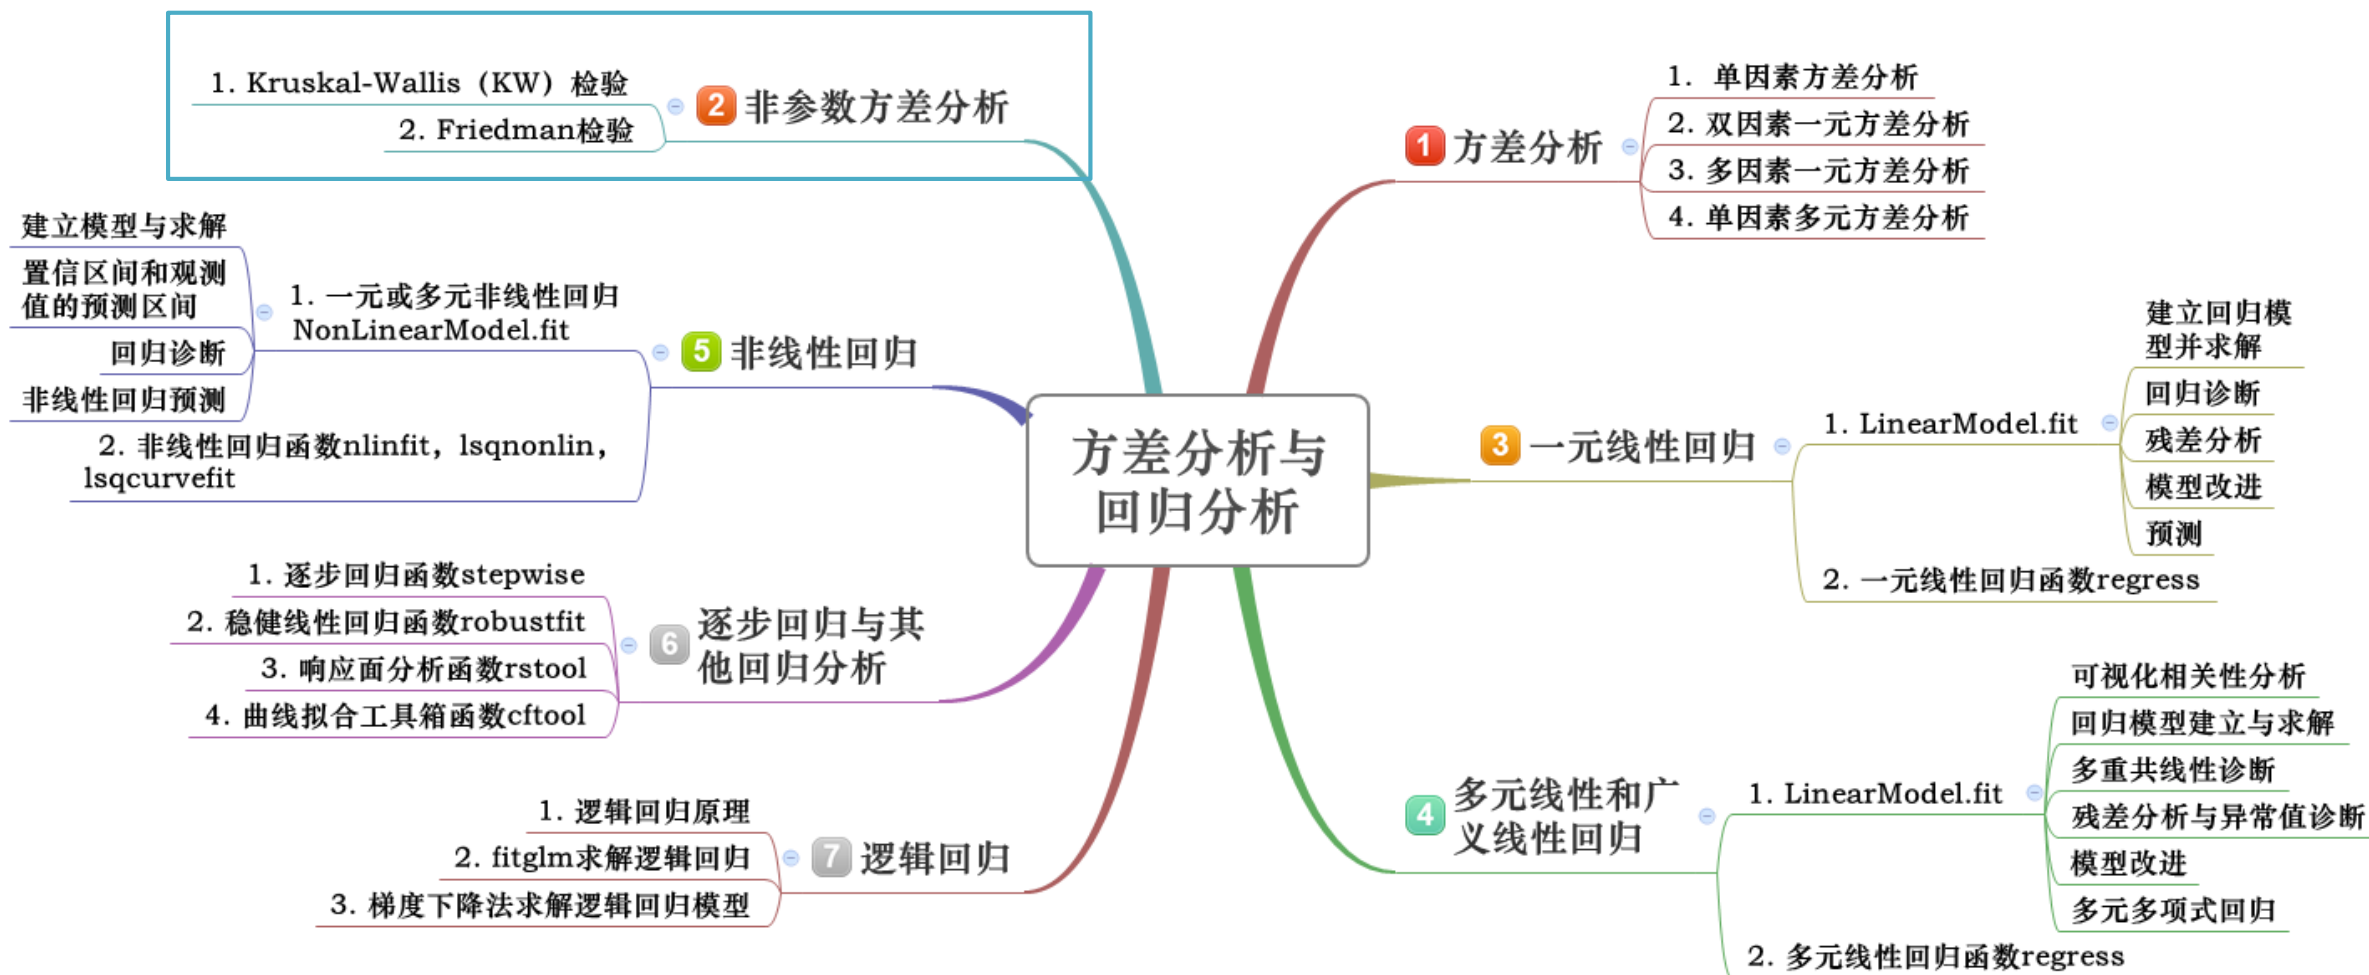 方差分析与
回归分析
1 方差分析
1. 单因素方差分析
2. 双因素一元方差分析
3. 多因素一元方差分析
4. 单因素多元方差分析
2 非参数方差分析
1. Kruskal-Wallis（KW）检验
2. Friedman检验
3 一元线性回归
1. LinearModel.fit
建立回归模
型并求解
回归诊断
残差分析
模型改进
预测
2. 一元线性回归函数regress
4 多元线性和广
义线性回归
1. LinearModel.fit
可视化相关性分析
回归模型建立与求解
多重共线性诊断
残差分析与异常值诊断
模型改进
多元多项式回归
2. 多元线性回归函数regress
5 非线性回归
1. 一元或多元非线性回归
NonLinearModel.fit
建立模型与求解
置信区间和观测
值的预测区间
回归诊断
非线性回归预测
2. 非线性回归函数nlinfit，lsqnonlin，
lsqcurvefit
6 逐步回归与其
他回归分析
1. 逐步回归函数stepwise
2. 稳健线性回归函数robustfit
3. 响应面分析函数rstool
4. 曲线拟合工具箱函数cftool
7 逻辑回归
1. 逻辑回归原理
2. fitglm求解逻辑回归
3. 梯度下降法求解逻辑回归模型